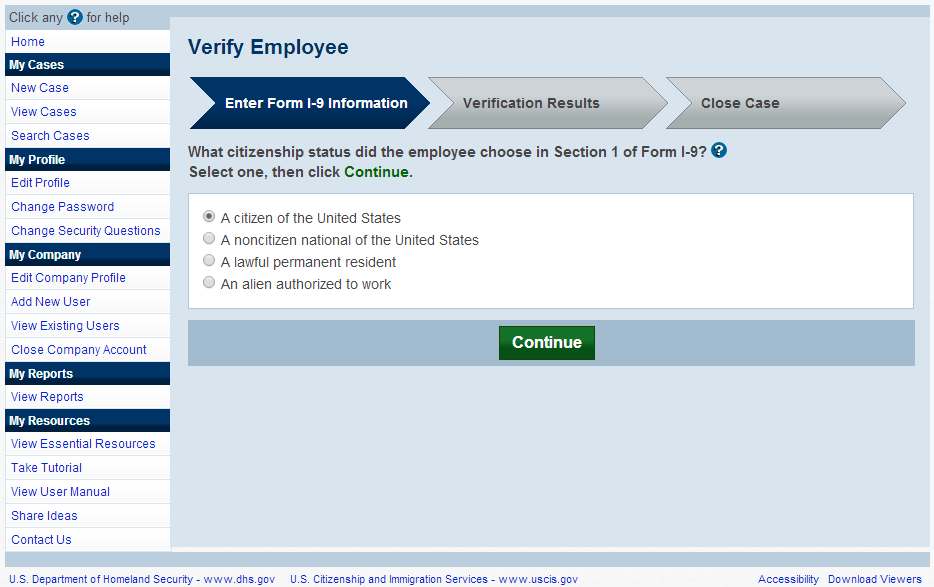 Click any ? for help
Home
My Cases
New Case
View Cases
Search Cases
My Profile
Edit Profile
Change Password
Change Security Questions
My Company
Edit Company Profile
Add New User
View Existing Users
Close Company Account
My Reports
View Reports
My Resources
View Essential Resources
Take Tutorial
View User Manual
Share Ideas
Contact Us
Verify Employee
Enter Form I-9 Information
Verification Results
Close Case
What citizenship status did the employee choose in Section 1 of Form I-9? ?
Select one, then click Continue.
A citizen of the United States
A noncitizen national of the United States
A lawful permanent resident
An alien authorized to work
Continue
U.S. Department of Homeland Security - www.dhs.gov U.S. Citizenship and Immigration Services - www.uscis.gov Accessibility Download Viewers